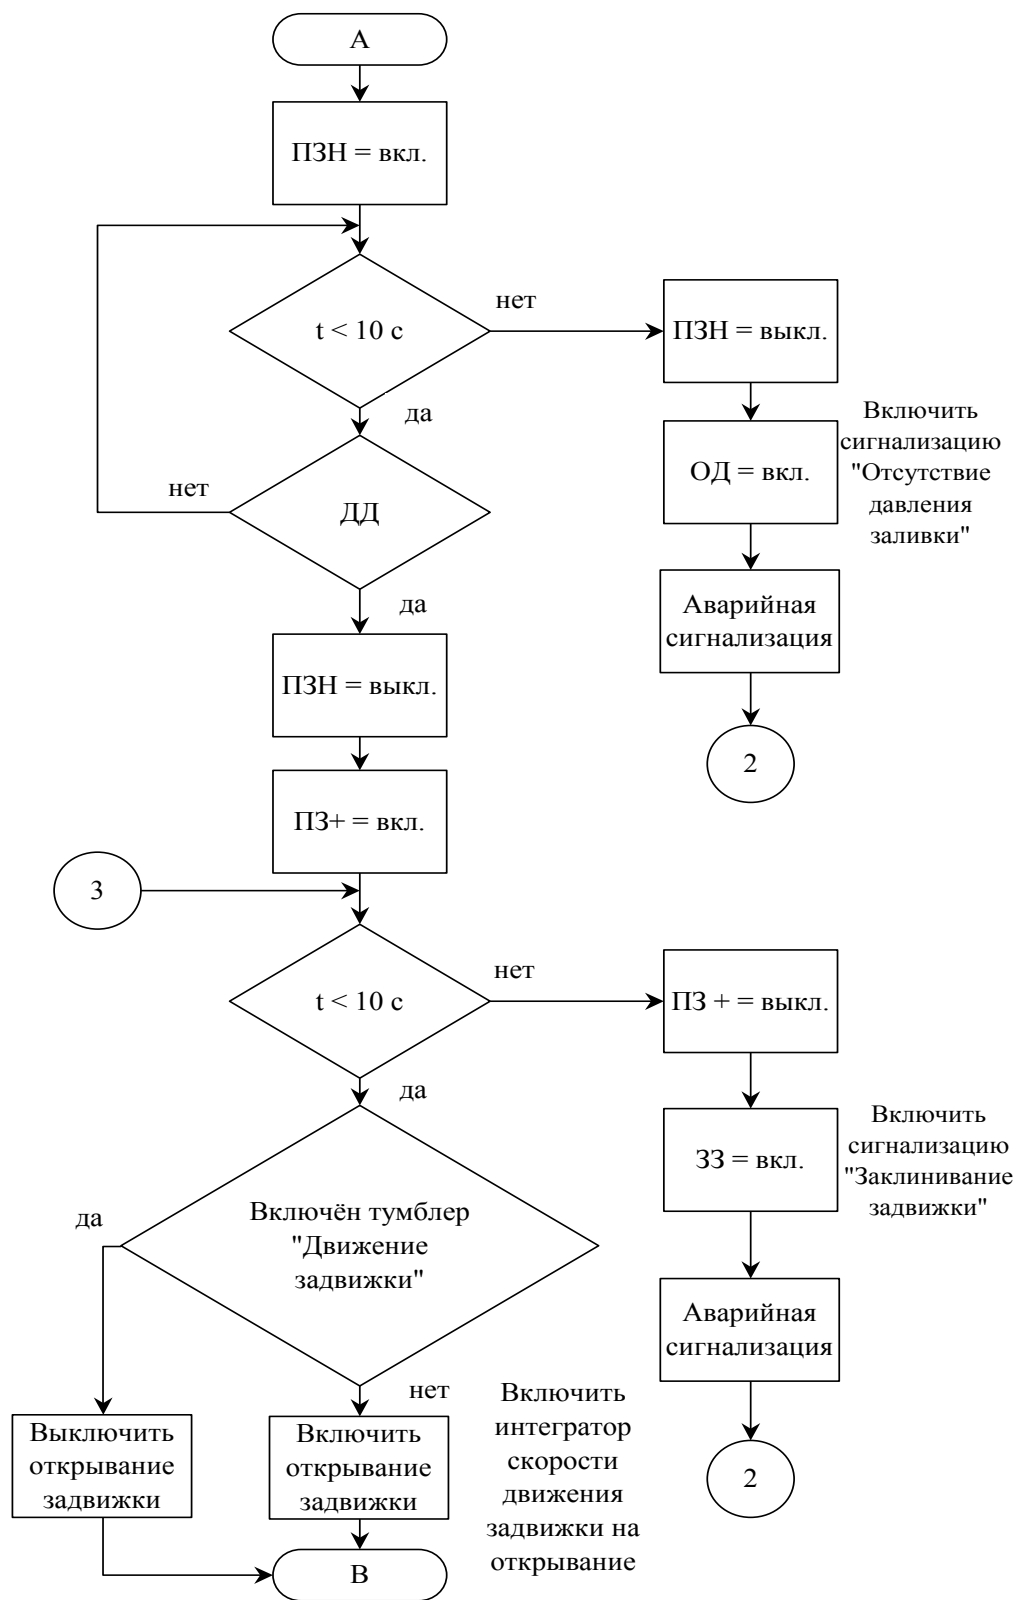 А
ПЗН = вкл.
t < 10 с
нет
ПЗН = выкл.
да
ОД = вкл.
Включить
сигнализацию
"Отсутствие
давления
заливки"
нет
ДД
да
Аварийная
сигнализация
ПЗН = выкл.
2
ПЗ+ = вкл.
3
t < 10 с
нет
ПЗ + = выкл.
да
ЗЗ = вкл.
Включить
сигнализацию
"Заклинивание
задвижки"
да
Включён тумблер
"Движение
задвижки"
Аварийная
сигнализация
нет
2
Выключить
открывание
задвижки
Включить
открывание
задвижки
Включить
интегратор
скорости
движения
задвижки на
открывание
В